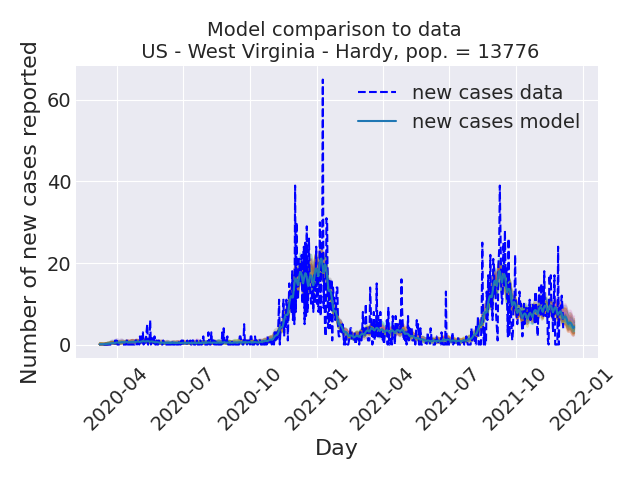 Model comparison to data
US - West Virginia - Hardy, pop. = 13776
Number of new cases reported
60
40
20
0
new cases data
new cases model
2020-04
2020-07
2020-10
2021-01
2021-04
2021-07
2021-10
2022-01
Day